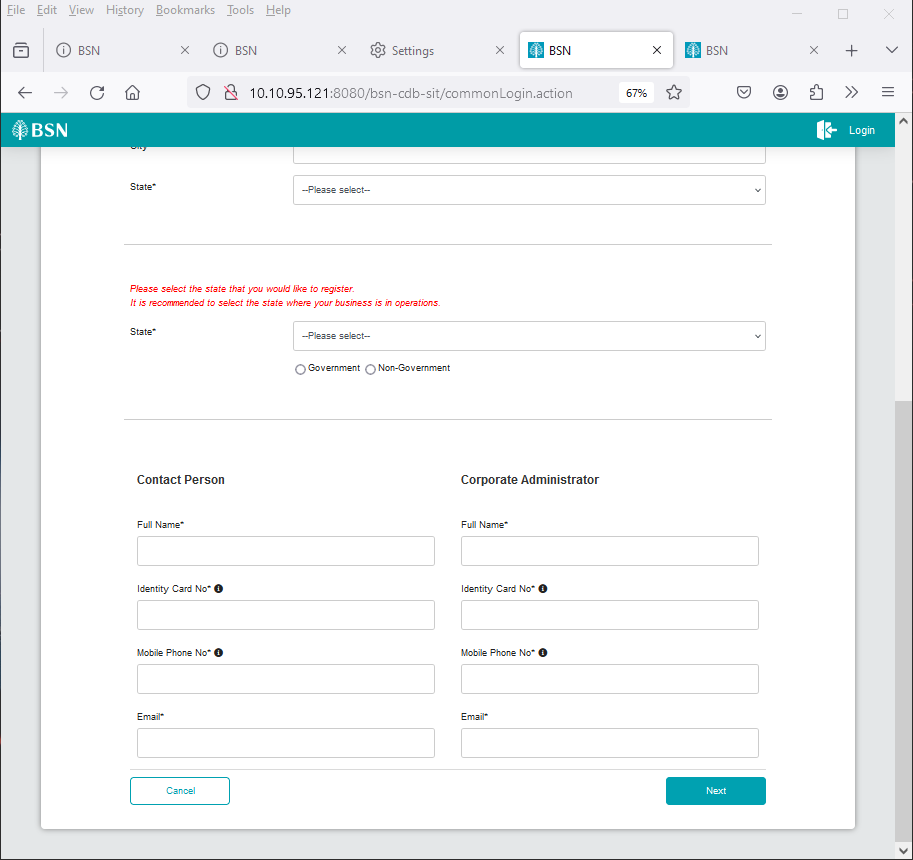 File Edit View History Bookmarks Tools Help
BSN BSN Settings BSN BSN
10.10.95.121:8080/bsn-cdb-sit/commonLogin.action 67%
BSN Login
City
State* --Please select--
Please select the state that you would like to register.
It is recommended to select the state where your business is in operations.
State* --Please select--
Government Non-Government
Contact Person Corporate Administrator
Full Name* Full Name*
Identity Card No* Identity Card No*
Mobile Phone No* Mobile Phone No*
Email* Email*
Cancel Next